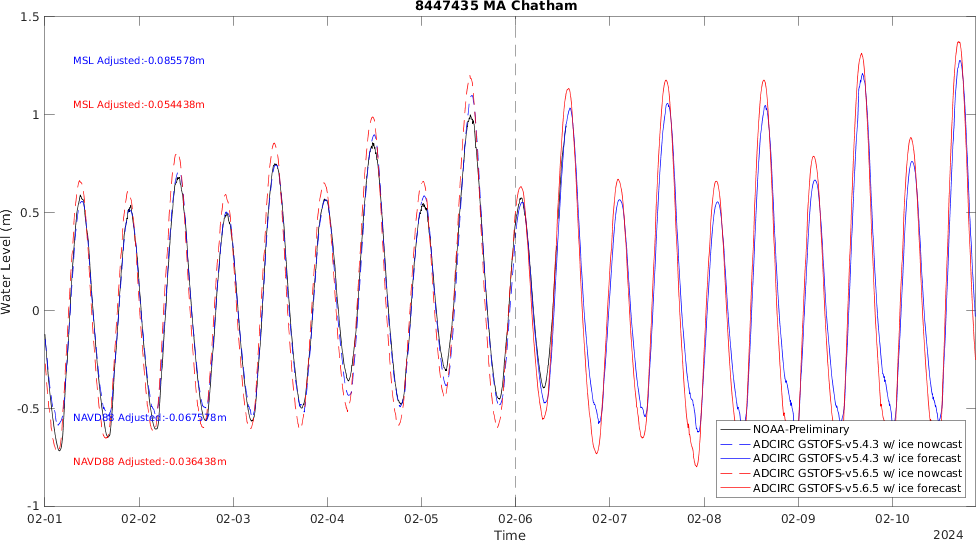 8447435 MA Chatham
1.5
MSL Adjusted:-0.085578m
MSL Adjusted:-0.054438m
1
0.5
Water Level (m)
0
-0.5
NAVD88 Adjusted:-0.067578m
NAVD88 Adjusted:-0.036438m
-1
NOAA-Preliminary
ADCIRC GSTOFS-v5.4.3 w/ ice nowcast
ADCIRC GSTOFS-v5.4.3 w/ ice forecast
ADCIRC GSTOFS-v5.6.5 w/ ice nowcast
ADCIRC GSTOFS-v5.6.5 w/ ice forecast
02-01 02-02 02-03 02-04 02-05 02-06 02-07 02-08 02-09 02-10
Time
2024